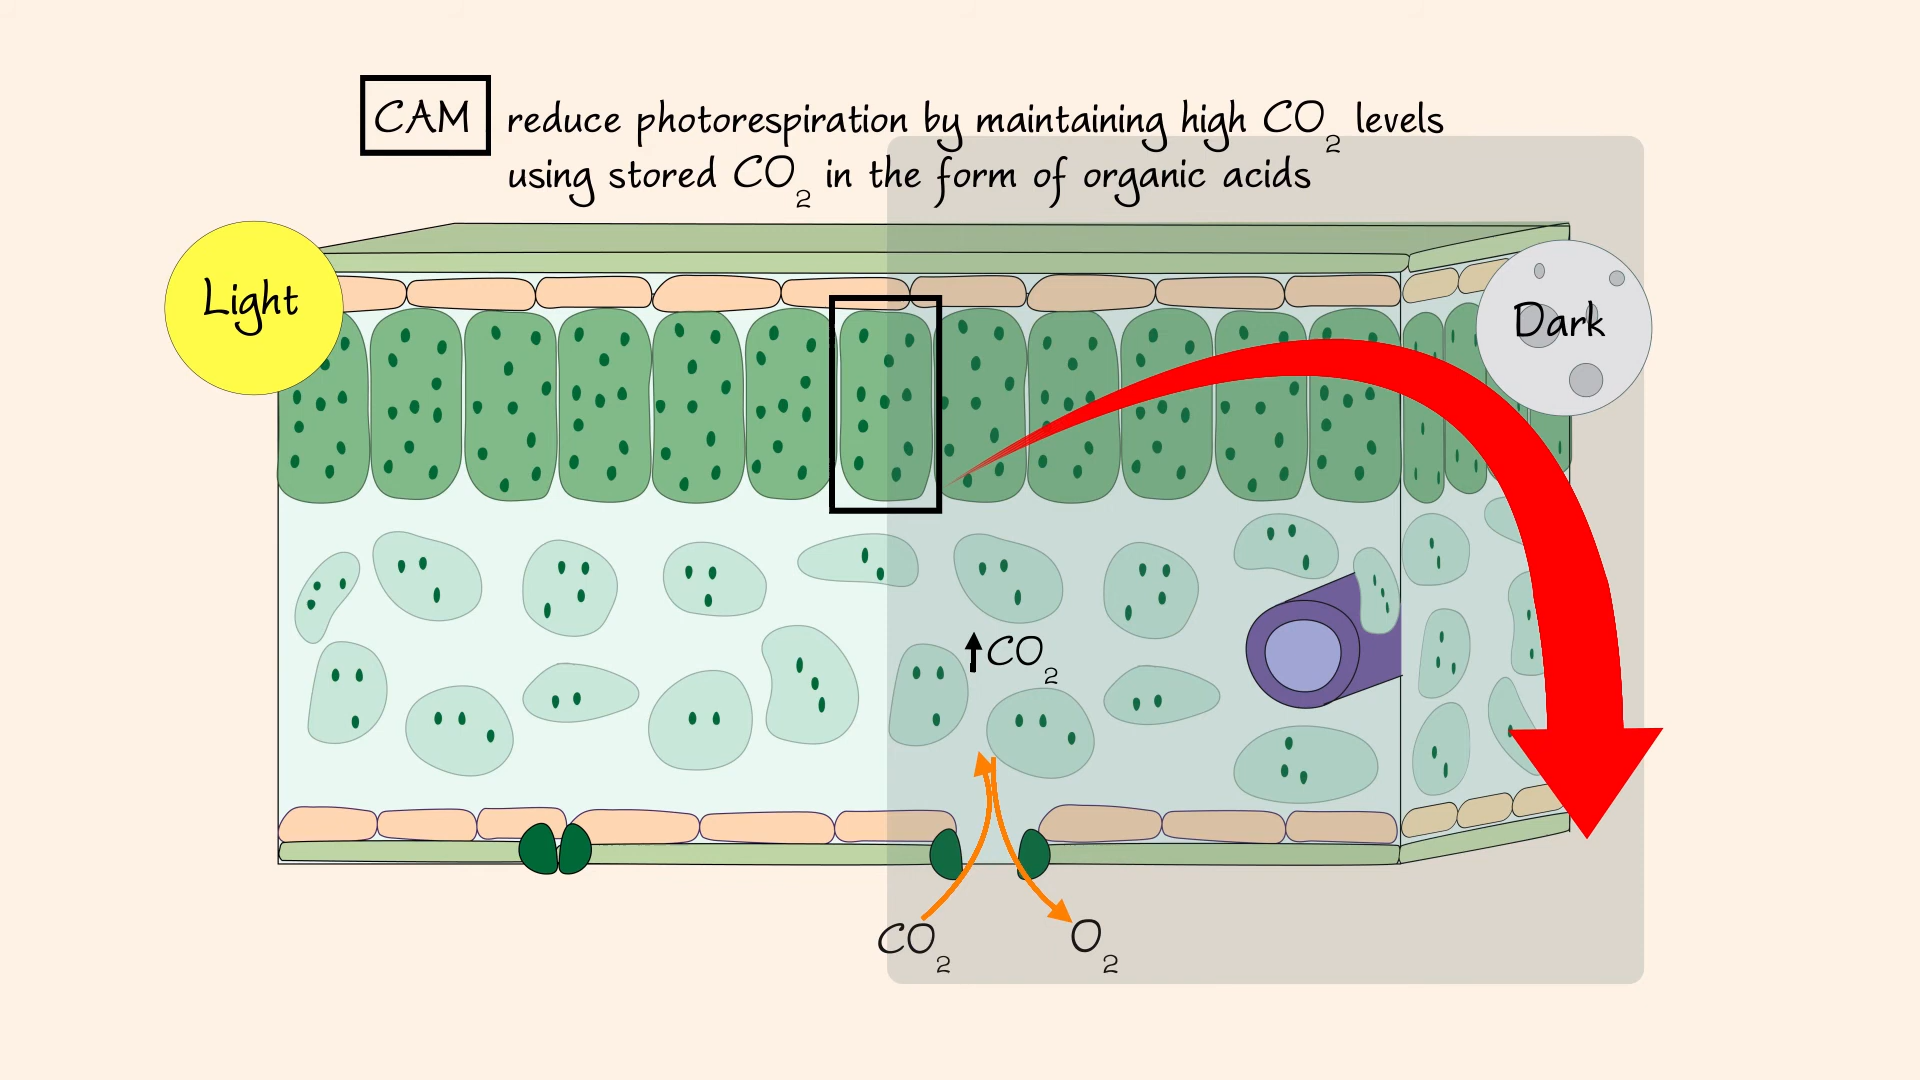 CAM reduce photorespiration by maintaining high CO₂ levels
using stored CO₂ in the form of organic acids
Light
Dark
CO₂
CO₂
O₂